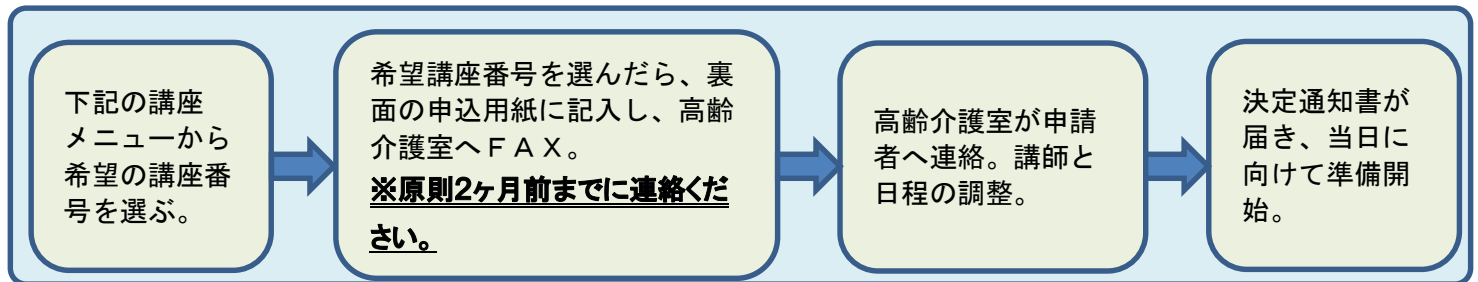 下記の講座
メニューから
希望の講座番
号を選ぶ。
希望講座番号を選んだら、裏
面の申込用紙に記入し、高齢
介護室へＦＡＸ。
※原則2ヶ月前までに連絡くだ
さい。
高齢介護室が申請
者へ連絡。講師と
日程の調整。
決定通知書が
届き、当日に
向けて準備開
始。